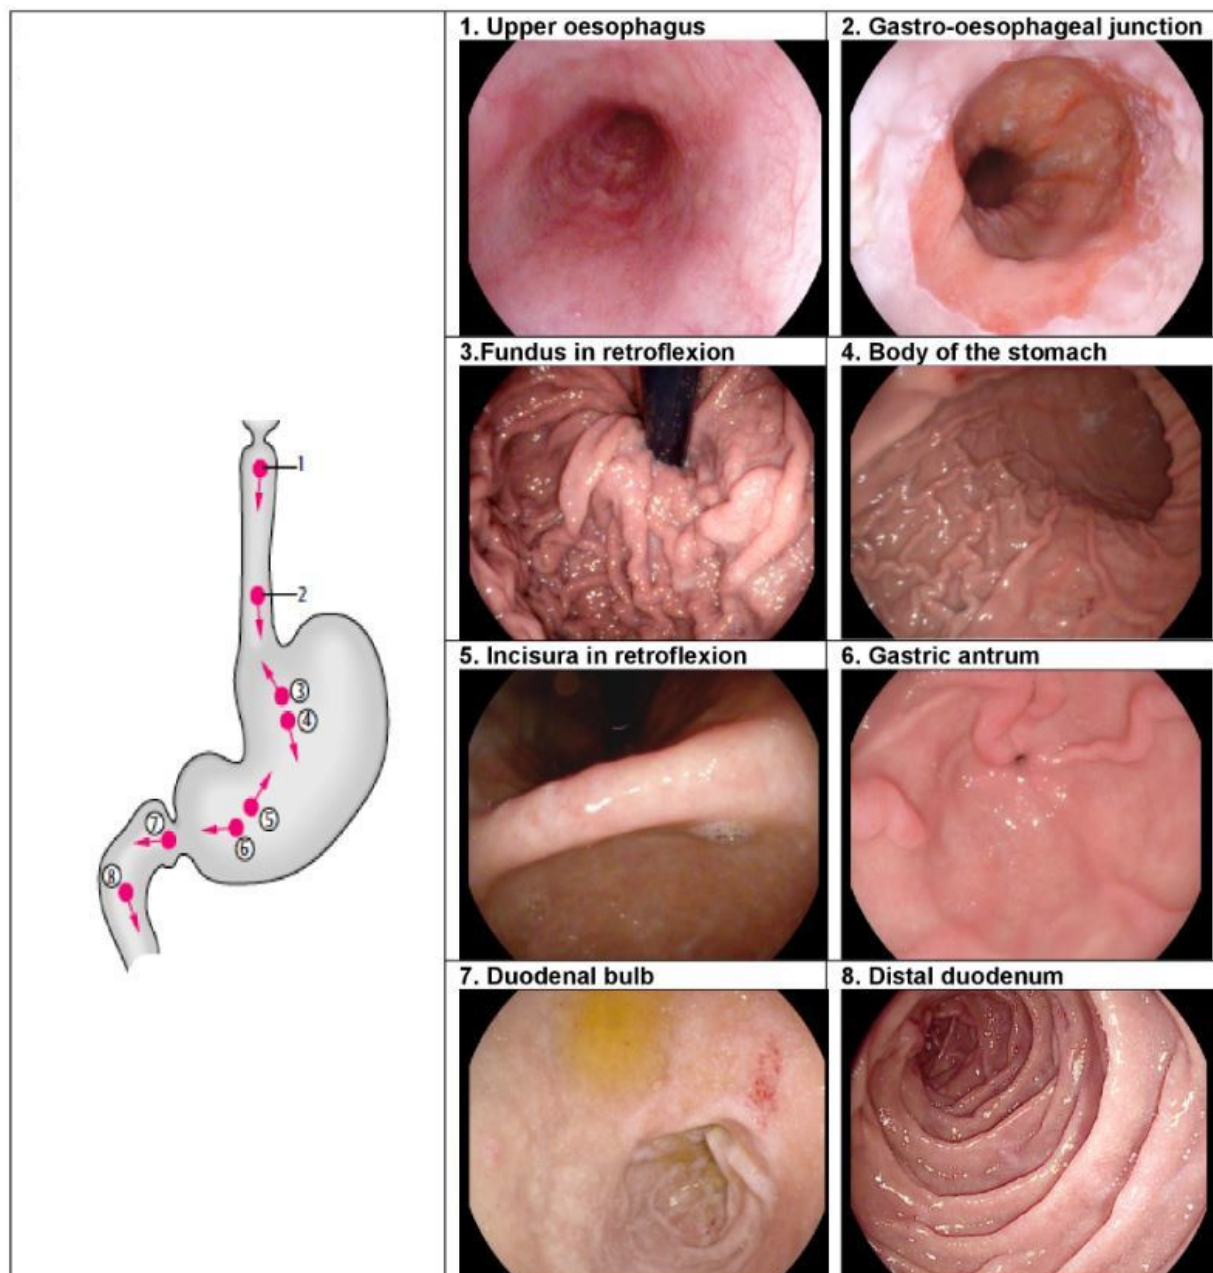 1. Upper oesophagus
2. Gastro-oesophageal junction
3.Fundus in retroflexion
4. Body of the stomach
5. Incisura in retroflexion
6. Gastric antrum
7. Duodenal bulb
8. Distal duodenum
1
2
3
4
5
6
7
8